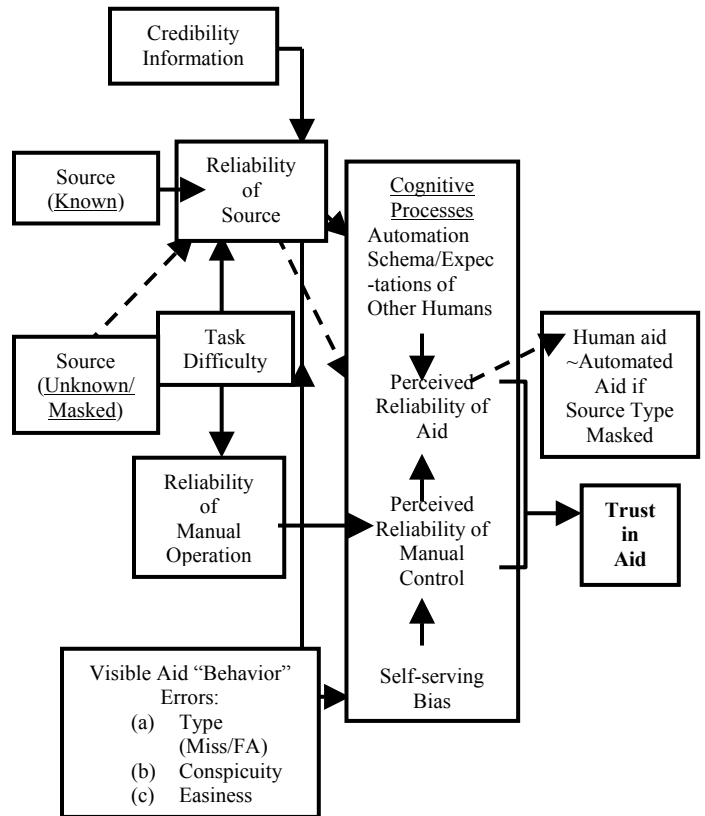 Credibility
Information
Source
(Known)
Reliability
of
Source
Cognitive
Processes
Automation
Schema/Expec
-tations of
Other Humans
Source
(Unknown/
Masked)
Task
Difficulty
Perceived
Reliability of
Aid
Human aid
~Automated
Aid if
Source Type
Masked
Reliability
of
Manual
Operation
Perceived
Reliability of
Manual
Control
Trust
in
Aid
Visible Aid “Behavior”
Errors:
(a) Type
(Miss/FA)
(b) Conspicuity
(c) Easiness
Self-serving
Bias